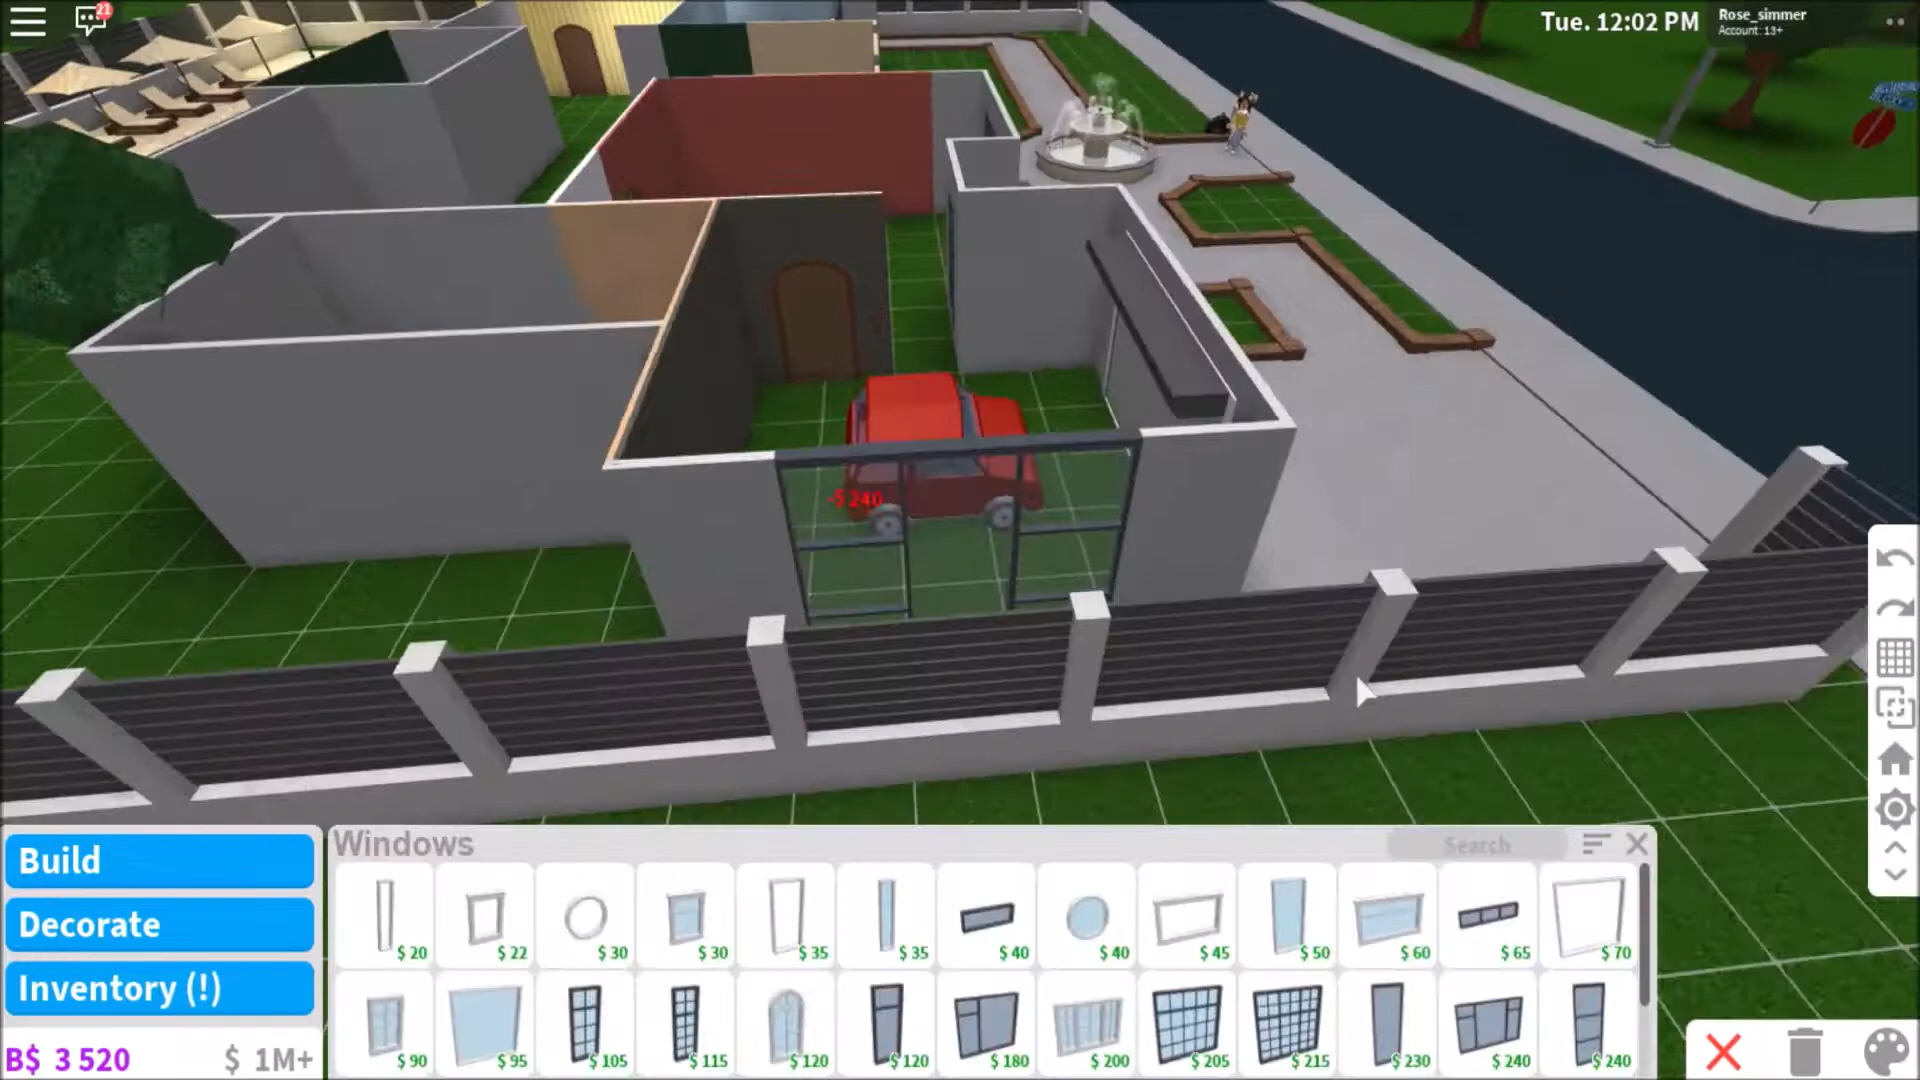 21
Tue. 12:02 PM
Rose_simmer
Account: 13+
-$ 240
Build
Decorate
Inventory (!)
B$ 3 520
$ 1M+
Windows
Search
$ 20
$ 22
$ 30
$ 30
$ 35
$ 35
$ 40
$ 40
$ 45
$ 50
$ 60
$ 65
$ 70
$ 90
$ 95
$ 105
$ 115
$ 120
$ 120
$ 180
$ 200
$ 205
$ 215
$ 230
$ 240
$ 240